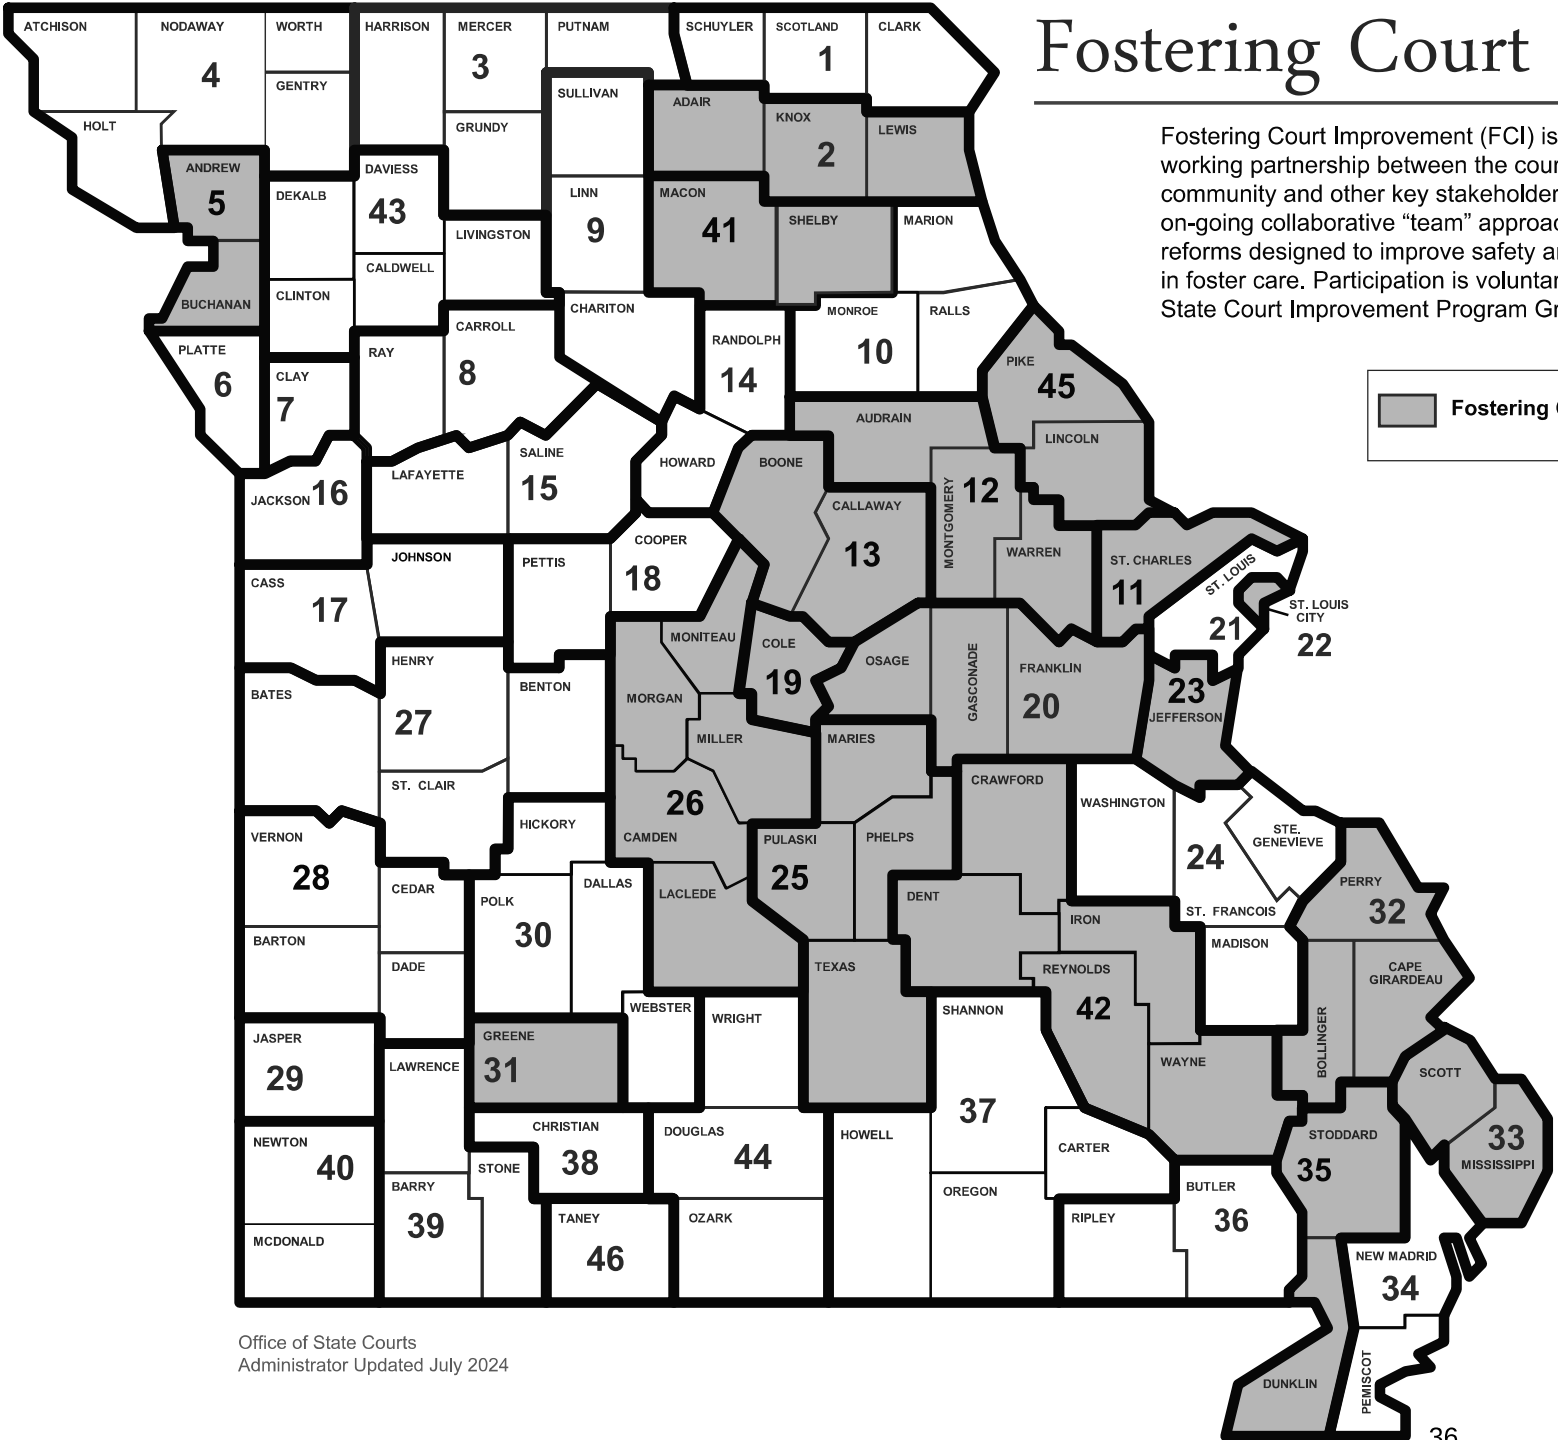 Fostering Court
Fostering Court Improvement (FCI) is
working partnership between the cour
community and other key stakeholder
on-going collaborative “team” approac
reforms designed to improve safety a
in foster care. Participation is voluntar
State Court Improvement Program Gr
Fostering
ATCHISON
NODAWAY
4
WORTH
GENTRY
HARRISON
MERCER
3
PUTNAM
SCHUYLER
SCOTLAND
1
CLARK
HOLT
GRUNDY
SULLIVAN
ADAIR
KNOX
2
LEWIS
ANDREW
5
DEKALB
DAVIESS
43
LIVINGSTON
LINN
9
MACON
41
SHELBY
MARION
BUCHANAN
CLINTON
CALDWELL
CARROLL
8
CHARITON
RANDOLPH
14
MONROE
10
RALLS
PIKE
45
PLATTE
6
CLAY
7
RAY
AUDRAIN
LINCOLN
JACKSON 16
LAFAYETTE
SALINE
15
HOWARD
BOONE
CALLAWAY
13
MONTGOMERY
12
WARREN
ST. CHARLES
11
ST. LOUIS
21
ST. LOUIS
CITY
22
CASS
17
JOHNSON
PETTIS
COOPER
18
MONITEAU
COLE
19
OSAGE
GASCONADE
FRANKLIN
20
23
JEFFERSON
BATES
HENRY
27
BENTON
MORGAN
MILLER
MARIES
ST. CLAIR
26
CAMDEN
CRAWFORD
WASHINGTON
STE.
GENEVIEVE
24
ST. FRANCOIS
VERNON
28
HICKORY
PULASKI
25
PHELPS
PERRY
32
CEDAR
POLK
30
DALLAS
LACLEDE
DENT
IRON
MADISON
BARTON
DADE
TEXAS
REYNOLDS
42
BOLLINGER
CAPE
GIRARDEAU
JASPER
29
LAWRENCE
GREENE
31
WEBSTER
WRIGHT
SHANNON
37
WAYNE
SCOTT
33
MISSISSIPPI
NEWTON
40
CHRISTIAN
38
DOUGLAS
44
HOWELL
CARTER
STODDARD
35
MCDONALD
BARRY
39
STONE
TANEY
46
OZARK
OREGON
RIPLEY
BUTLER
36
NEW MADRID
34
DUNKLIN
PEMISCOT
Office of State Courts
Administrator Updated July 2024
36